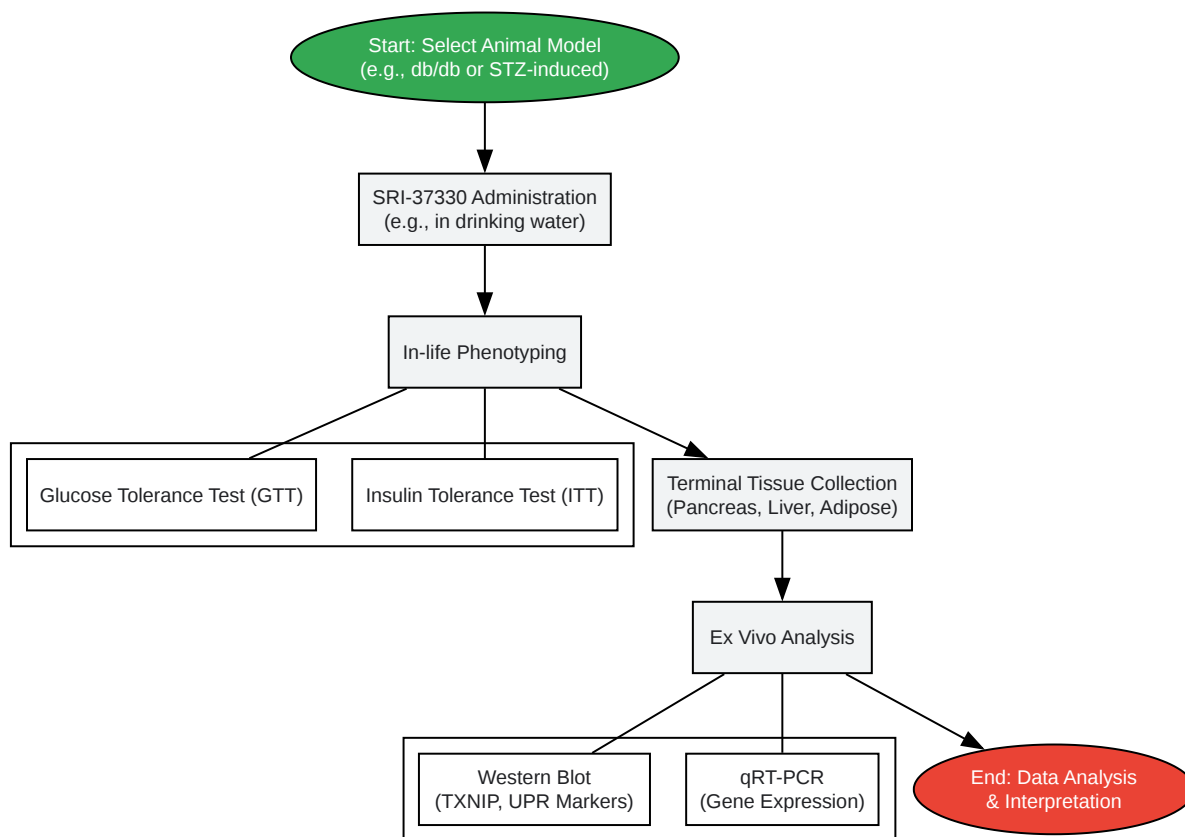 Start: Select Animal Model
(e.g., db/db or STZ-induced)
SRI-37330 Administration
(e.g., in drinking water)
In-life Phenotyping
Glucose Tolerance Test (GTT)
Insulin Tolerance Test (ITT)
Terminal Tissue Collection
(Pancreas, Liver, Adipose)
Ex Vivo Analysis
Western Blot
(TXNIP, UPR Markers)
qRT-PCR
(Gene Expression)
End: Data Analysis
& Interpretation